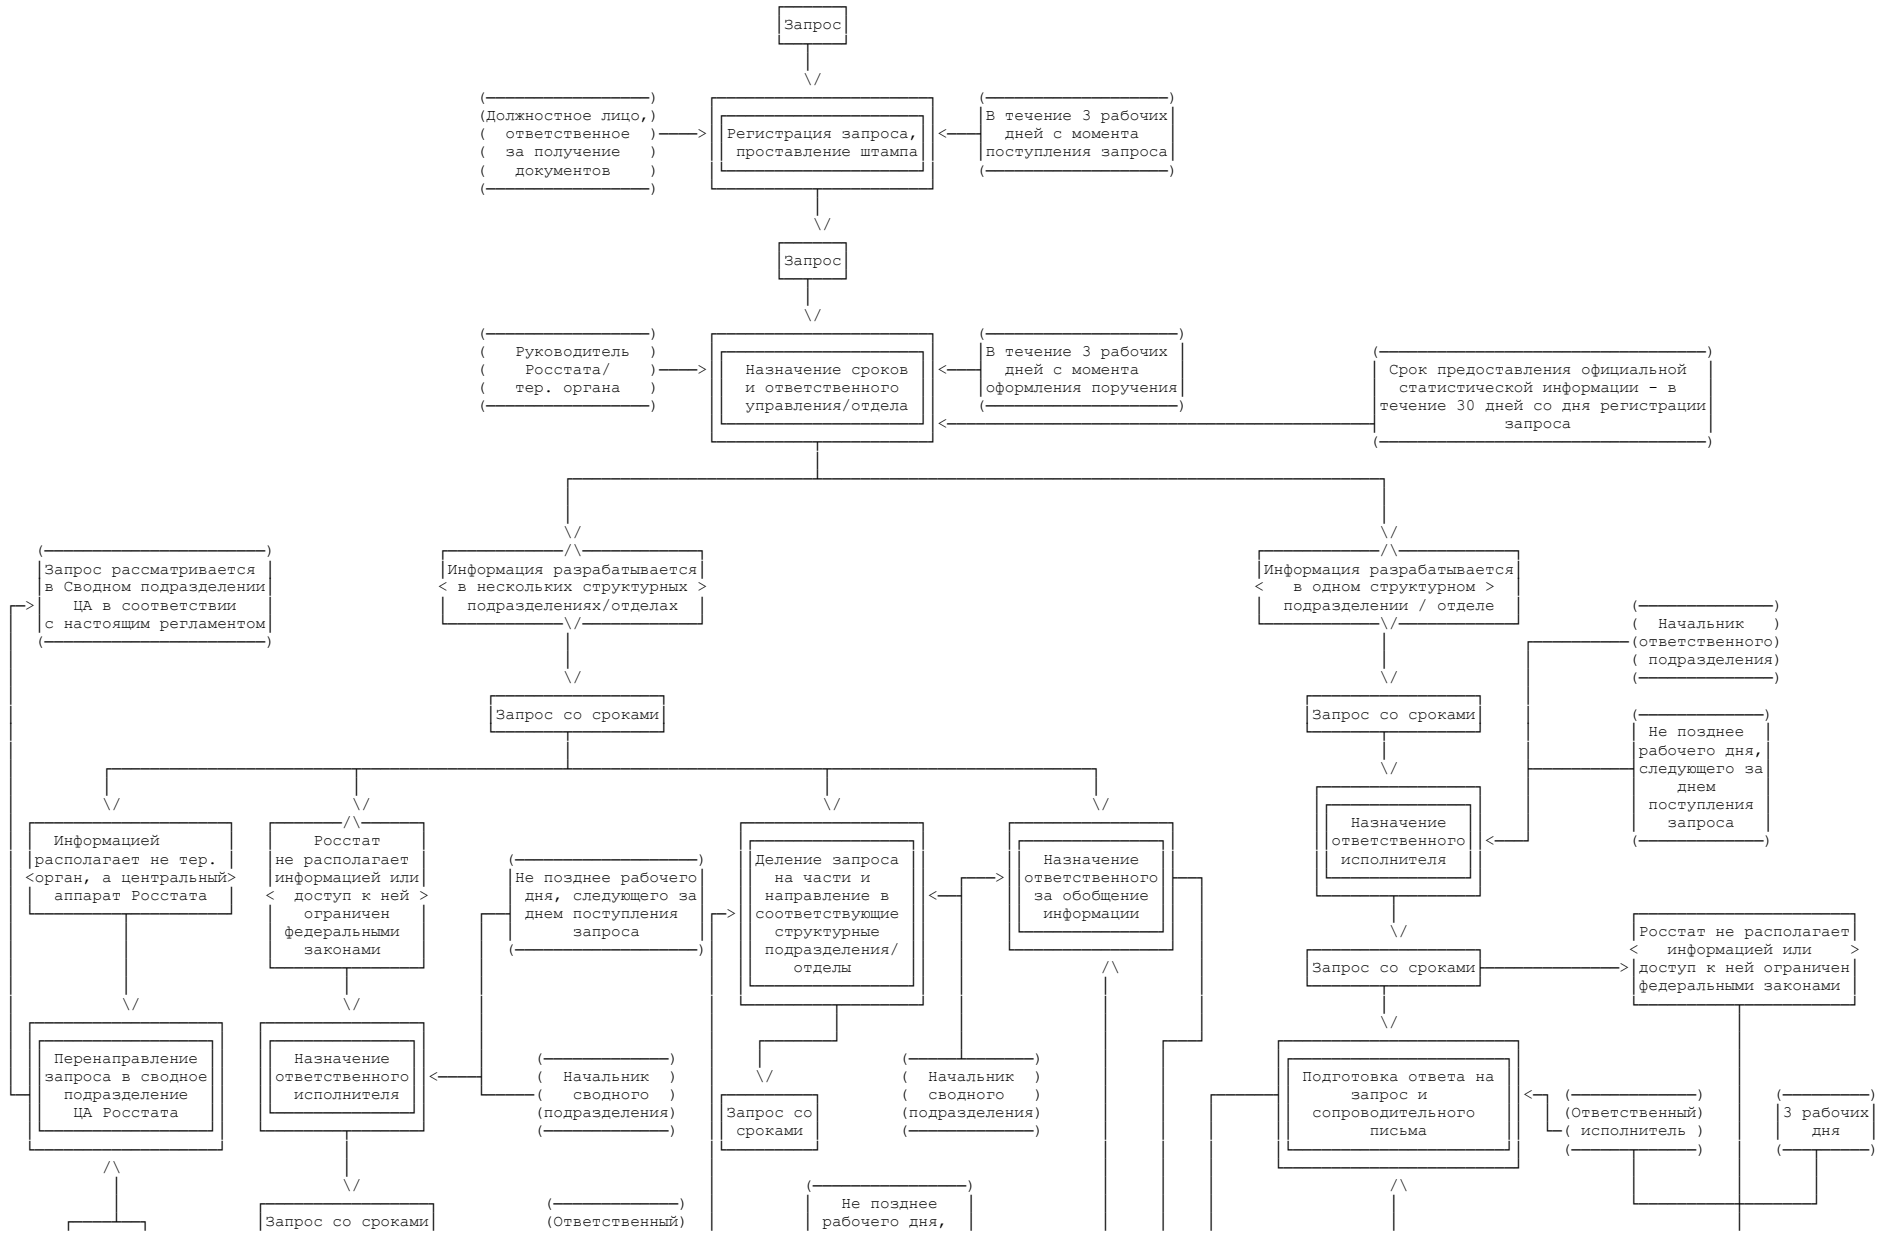 Запрос
Должностное лицо,
ответственное
за получение
документов
Регистрация запроса,
проставление штампа
В течение 3 рабочих
дней с момента
поступления запроса
Запрос
Руководитель
Росстата/
тер. органа
Назначение сроков
и ответственного
управления/отдела
В течение 3 рабочих
дней с момента
оформления поручения
Срок предоставления официальной
статистической информации - в
течение 30 дней со дня регистрации
запроса
Запрос рассматривается
в Сводном подразделении
ЦА в соответствии
с настоящим регламентом
Информация разрабатывается
в нескольких структурных
подразделениях/отделах
Информация разрабатывается
в одном структурном
подразделении / отделе
Начальник
ответственного
подразделения
Запрос со сроками
Запрос со сроками
Не позднее
рабочего дня,
следующего за
днем
поступления
запроса
Информацией
располагает не тер.
орган, а центральный
аппарат Росстата
Росстат
не располагает
информацией или
доступ к ней
ограничен
федеральными
законами
Не позднее рабочего
дня, следующего за
днем поступления
запроса
Деление запроса
на части и
направление в
соответствующие
структурные
подразделения/
отделы
Назначение
ответственного
за обобщение
информации
Назначение
ответственного
исполнителя
Запрос со сроками
Росстат не располагает
информацией или
доступ к ней ограничен
федеральными законами
Перенаправление
запроса в сводное
подразделение
ЦА Росстата
Назначение
ответственного
исполнителя
Начальник
сводного
подразделения
Запрос со
сроками
Начальник
сводного
подразделения
Подготовка ответа на
запрос и
сопроводительного
письма
Ответственный
исполнитель
3 рабочих
дня
Запрос со сроками
Ответственный
Не позднее
рабочего дня,